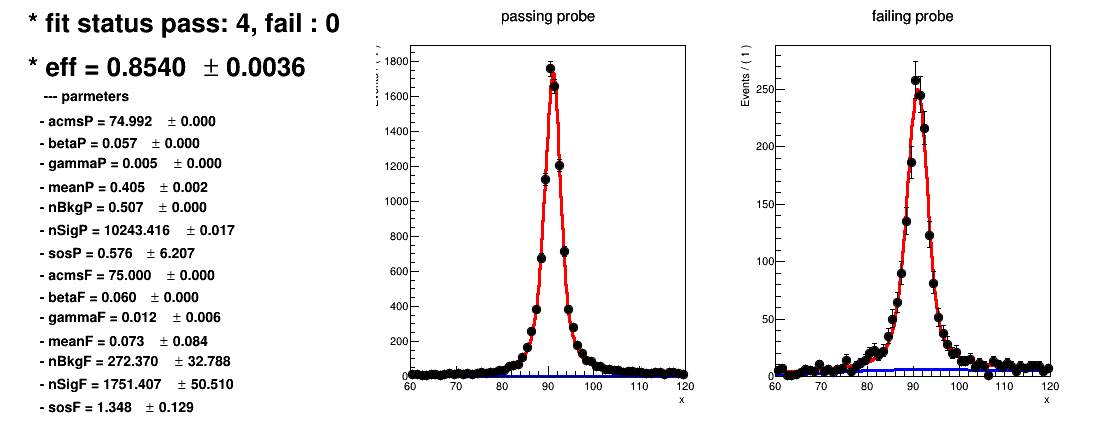 * fit status pass: 4, fail : 0
* eff = 0.8540 ± 0.0036
--- parmeters
- acmsP = 74.992 ± 0.000
- betaP = 0.057 ± 0.000
- gammaP = 0.005 ± 0.000
- meanP = 0.405 ± 0.002
- nBkgP = 0.507 ± 0.000
- nSigP = 10243.416 ± 0.017
- sosP = 0.576 ± 6.207
- acmsF = 75.000 ± 0.000
- betaF = 0.060 ± 0.000
- gammaF = 0.012 ± 0.006
- meanF = 0.073 ± 0.084
- nBkgF = 272.370 ± 32.788
- nSigF = 1751.407 ± 50.510
- sosF = 1.348 ± 0.129
passing probe
1800
1600
1400
1200
1000
800
600
400
200
0
60 70 80 90 100 110 120
x
failing probe
Events / ( 1 )
250
200
150
100
50
0
60 70 80 90 100 110 120
x